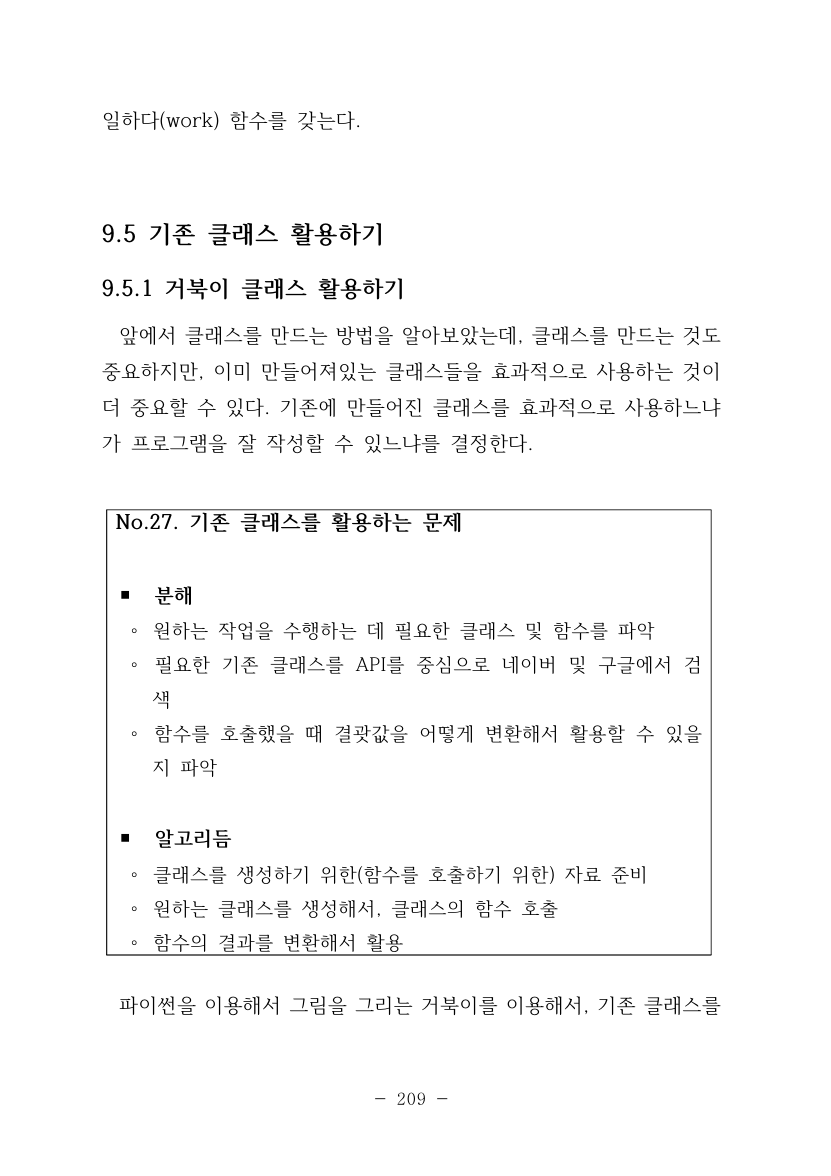 일하다(work) 함수를 갖는다.
9.5 기존 클래스 활용하기
9.5.1 거북이 클래스 활용하기
앞에서 클래스를 만드는 방법을 알아보았는데, 클래스를 만드는 것도
중요하지만, 이미 만들어져있는 클래스들을 효과적으로 사용하는 것이
더 중요할 수 있다. 기존에 만들어진 클래스를 효과적으로 사용하느냐
가 프로그램을 잘 작성할 수 있느냐를 결정한다.
No.27. 기존 클래스를 활용하는 문제
▪ 분해
◦ 원하는 작업을 수행하는 데 필요한 클래스 및 함수를 파악
◦ 필요한 기존 클래스를 API를 중심으로 네이버 및 구글에서 검
색
◦ 함수를 호출했을 때 결괏값을 어떻게 변환해서 활용할 수 있을
지 파악
▪ 알고리듬
◦ 클래스를 생성하기 위한(함수를 호출하기 위한) 자료 준비
◦ 원하는 클래스를 생성해서, 클래스의 함수 호출
◦ 함수의 결과를 변환해서 활용
파이썬을 이용해서 그림을 그리는 거북이를 이용해서, 기존 클래스를
- 209 -